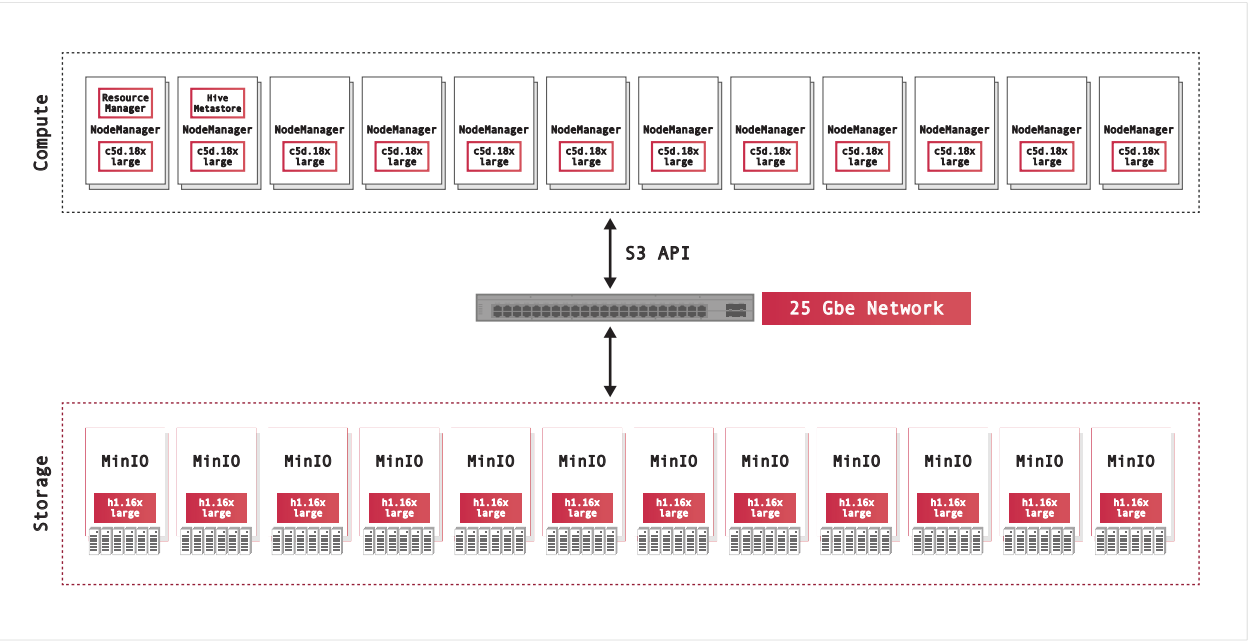 Compute
Resource
Manager
NodeManager
c5d.18x
large
Hive
Metastore
NodeManager
c5d.18x
large
NodeManager
c5d.18x
large
NodeManager
c5d.18x
large
NodeManager
c5d.18x
large
NodeManager
c5d.18x
large
NodeManager
c5d.18x
large
NodeManager
c5d.18x
large
NodeManager
c5d.18x
large
NodeManager
c5d.18x
large
NodeManager
c5d.18x
large
NodeManager
c5d.18x
large
S3 API
25 Gbe Network
Storage
MinIO
h1.16x
large
MinIO
h1.16x
large
MinIO
h1.16x
large
MinIO
h1.16x
large
MinIO
h1.16x
large
MinIO
h1.16x
large
MinIO
h1.16x
large
MinIO
h1.16x
large
MinIO
h1.16x
large
MinIO
h1.16x
large
MinIO
h1.16x
large
MinIO
h1.16x
large